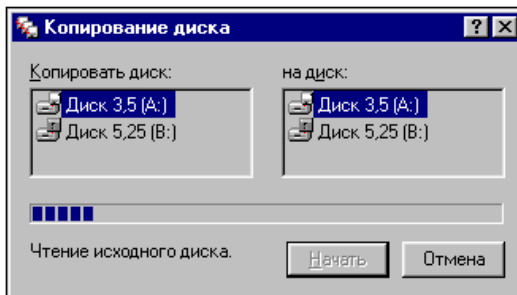 Копирование диска
Копировать диск:
на диск:
Диск 3,5 (A:)
Диск 5,25 (B:)
Диск 3,5 (A:)
Диск 5,25 (B:)
Чтение исходного диска.
Начать
Отмена